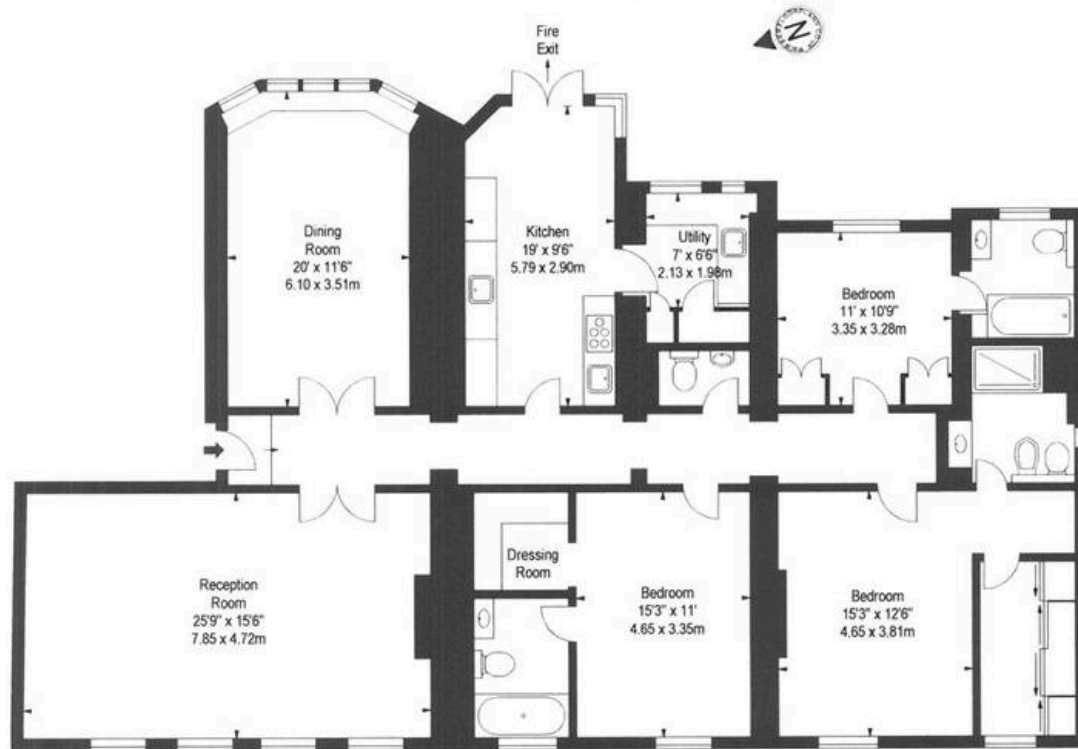 Fire
Exit
N
Dining
Room
20' x 11'6"
6.10 x 3.51m
Kitchen
19' x 9'6"
5.79 x 2.90m
Utility
7' x 6'6"
2.13 x 1.98m
Bedroom
11' x 10'9"
3.35 x 3.28m
Reception
Room
25'9" x 15'6"
7.85 x 4.72m
Dressing
Room
Bedroom
15'3" x 11'
4.65 x 3.35m
Bedroom
15'3" x 12'6"
4.65 x 3.81m